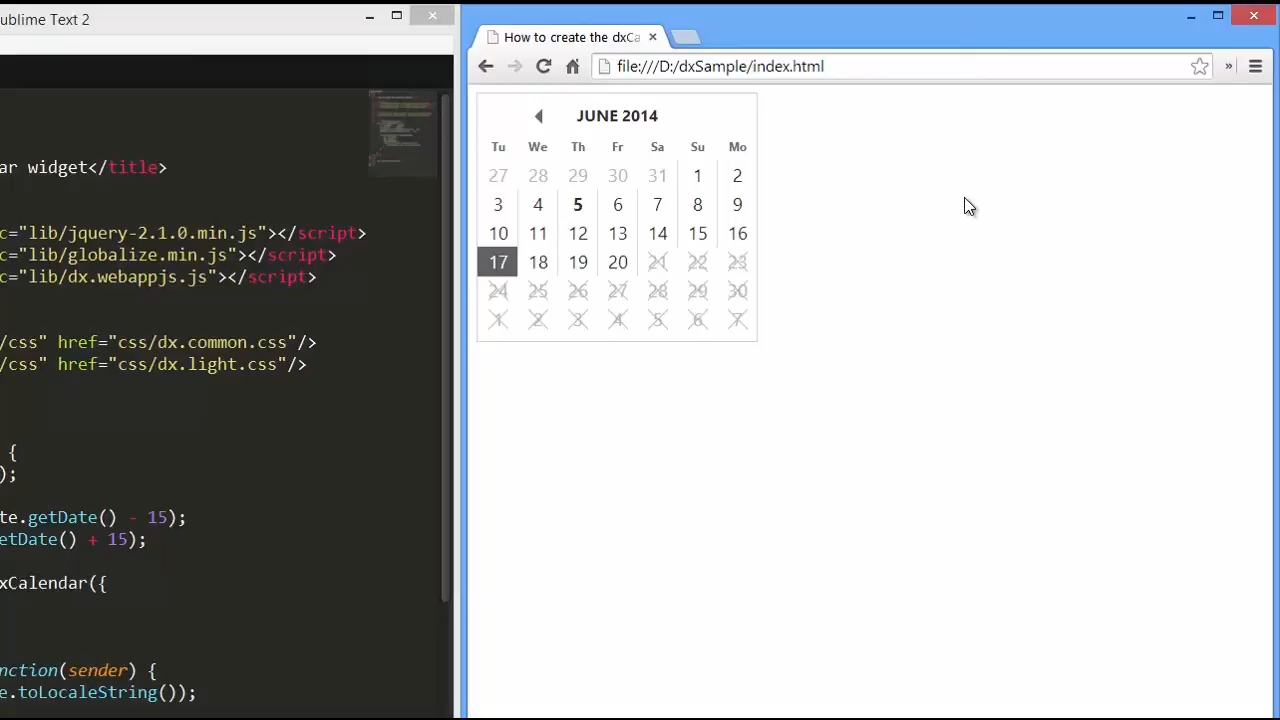 ublime Text 2
ar widget</title>
c="lib/jquery-2.1.0.min.js"></script>
c="lib/globalize.min.js"></script>
c="lib/dx.webappjs.js"></script>
/css" href="css/dx.common.css"/>
/css" href="css/dx.light.css"/>
{
);
te.getDate() - 15);
etDate() + 15);
xCalendar({
nction(sender) {
e.toLocaleString());
How to create the dxCa
file:///D:/dxSample/index.html
»
JUNE 2014
Tu We Th Fr Sa Su Mo
27 28 29 30 31 1 2
3 4 5 6 7 8 9
10 11 12 13 14 15 16
17 18 19 20 21 22 23
24 25 26 27 28 29 30
1 2 3 4 5 6 7